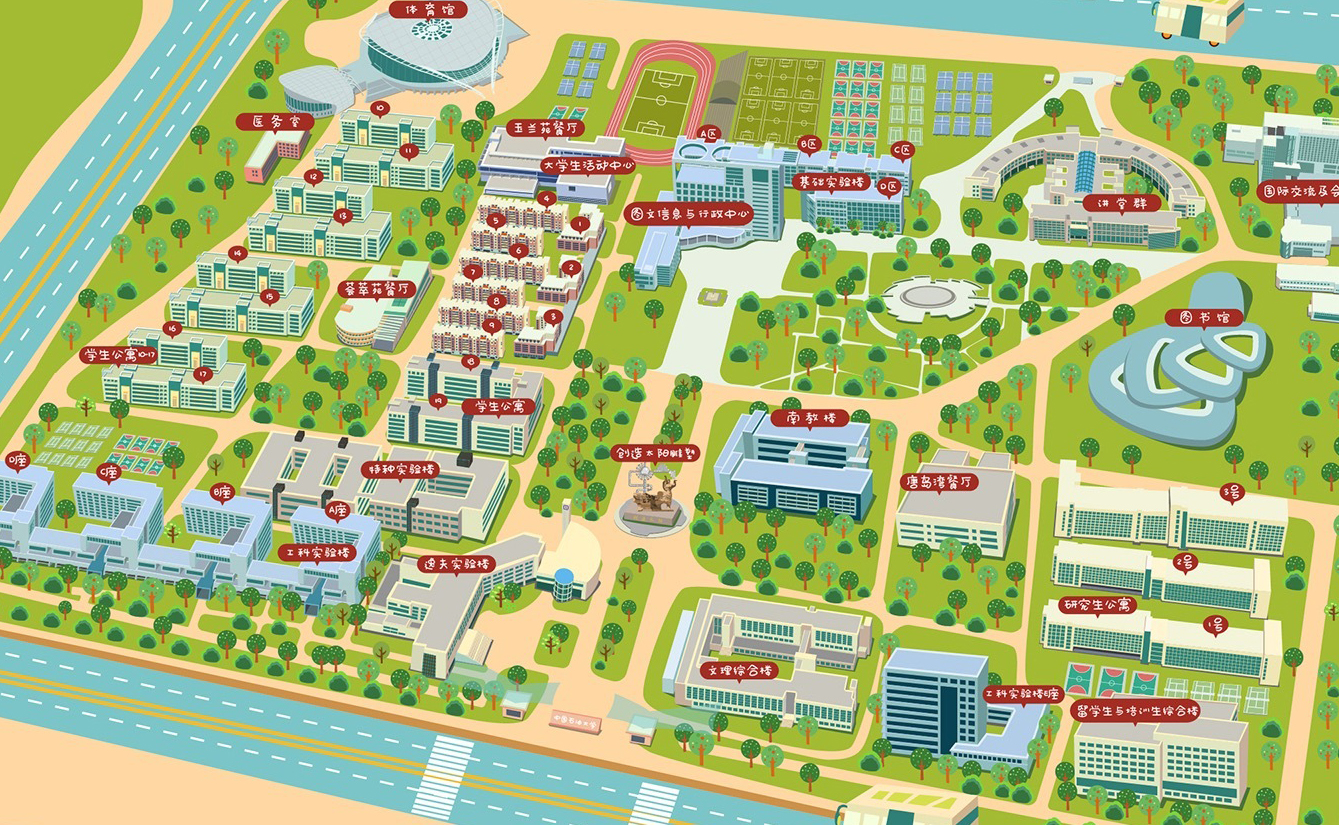 体育馆
医务室
10
玉兰苑餐厅
A区
B区
C区
11
大学生活动中心
12
基础实验楼
D区
国际交流及会
4
讲堂群
13
5
1
图文信息与行政中心
14
6
7
2
荟萃苑餐厅
15
8
3
图书馆
16
9
学生公寓10-17
17
18
19
学生公寓
南教楼
创造太阳雕塑
D座
C座
特种实验楼
唐岛湾餐厅
B座
3号
A座
工科实验楼
逸夫实验楼
2号
研究生公寓
1号
文理综合楼
工科实验楼E座
留学生与培训生综合楼
中国石油大学